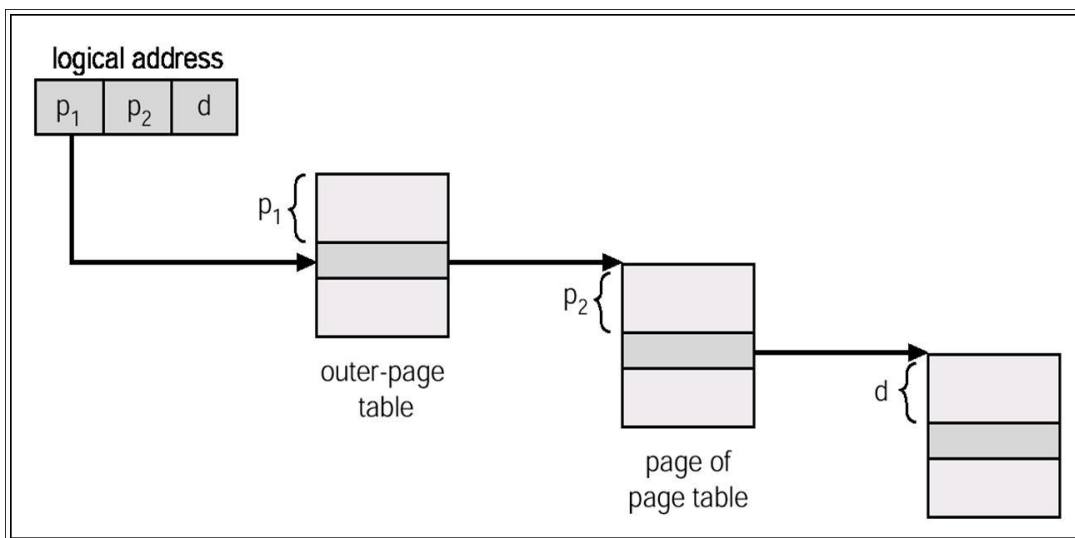 logical address
p₁ p₂ d
p₁
p₂
outer-page
table
d
page of
page table